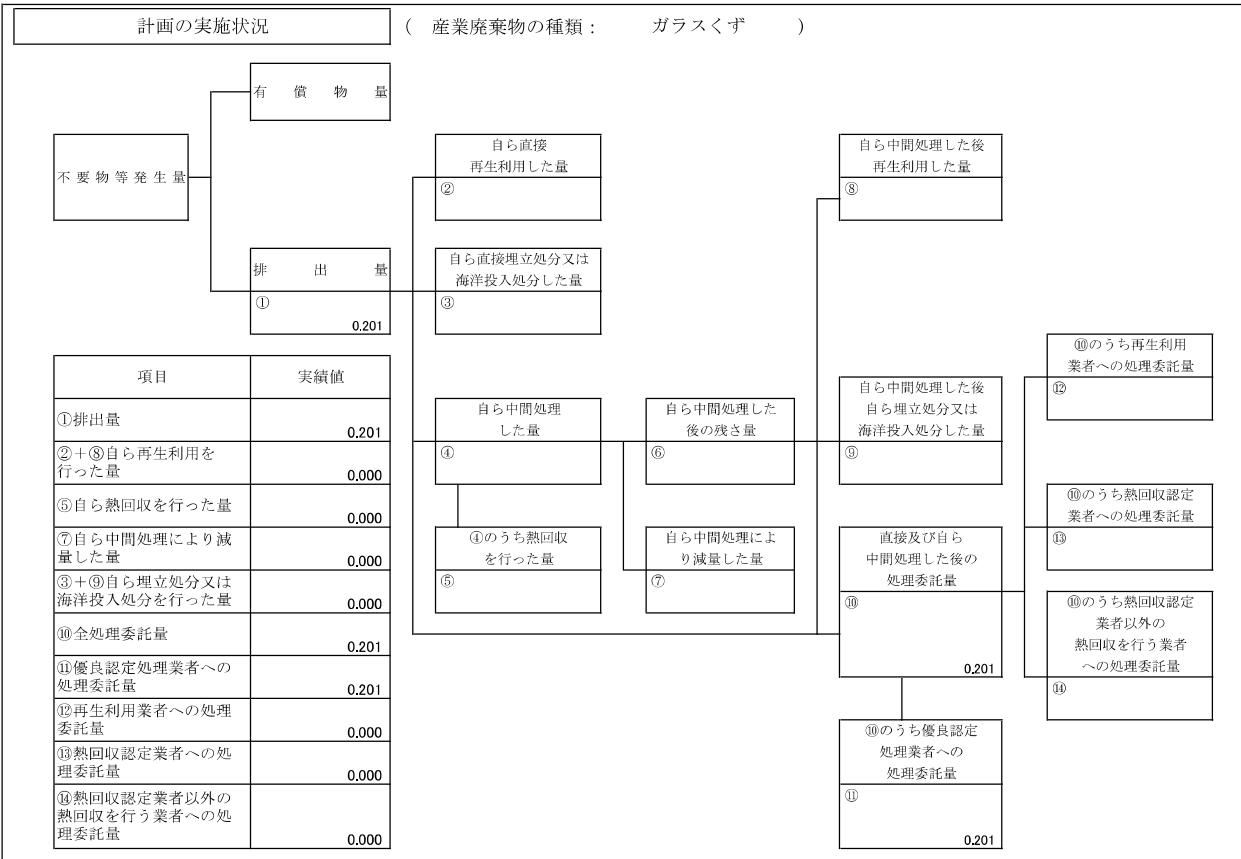 計画の実施状況
（　産業廃棄物の種類：　ガラスくず　）
有償物量
不要物等発生量
自ら直接
再生利用した量
②
自ら中間処理した後
再生利用した量
⑧
排出量
①
0.201
自ら直接埋立処分又は
海洋投入処分した量
③
項目　実績値
①排出量
0.201
②＋⑧自ら再生利用を
行った量
0.000
⑤自ら熱回収を行った量
0.000
⑦自ら中間処理により減
量した量
0.000
③＋⑨自ら埋立処分又は
海洋投入処分を行った量
0.000
⑩全処理委託量
0.201
⑪優良認定処理業者への
処理委託量
0.201
⑫再生利用業者への処理
委託量
0.000
⑬熱回収認定業者への処
理委託量
0.000
⑭熱回収認定業者以外の
熱回収を行う業者への処
理委託量
0.000
自ら中間処理
した量
④
自ら中間処理した
後の残さ量
⑥
自ら中間処理した後
自ら埋立処分又は
海洋投入処分した量
⑨
⑩のうち再生利用
業者への処理委託量
⑫
④のうち熱回収
を行った量
⑤
自ら中間処理によ
り減量した量
⑦
直接及び自ら
中間処理した後の
処理委託量
⑩
0.201
⑩のうち熱回収認定
業者への処理委託量
⑬
⑩のうち熱回収認定
業者以外の
熱回収を行う業者
への処理委託量
⑭
⑩のうち優良認定
処理業者への
処理委託量
⑪
0.201